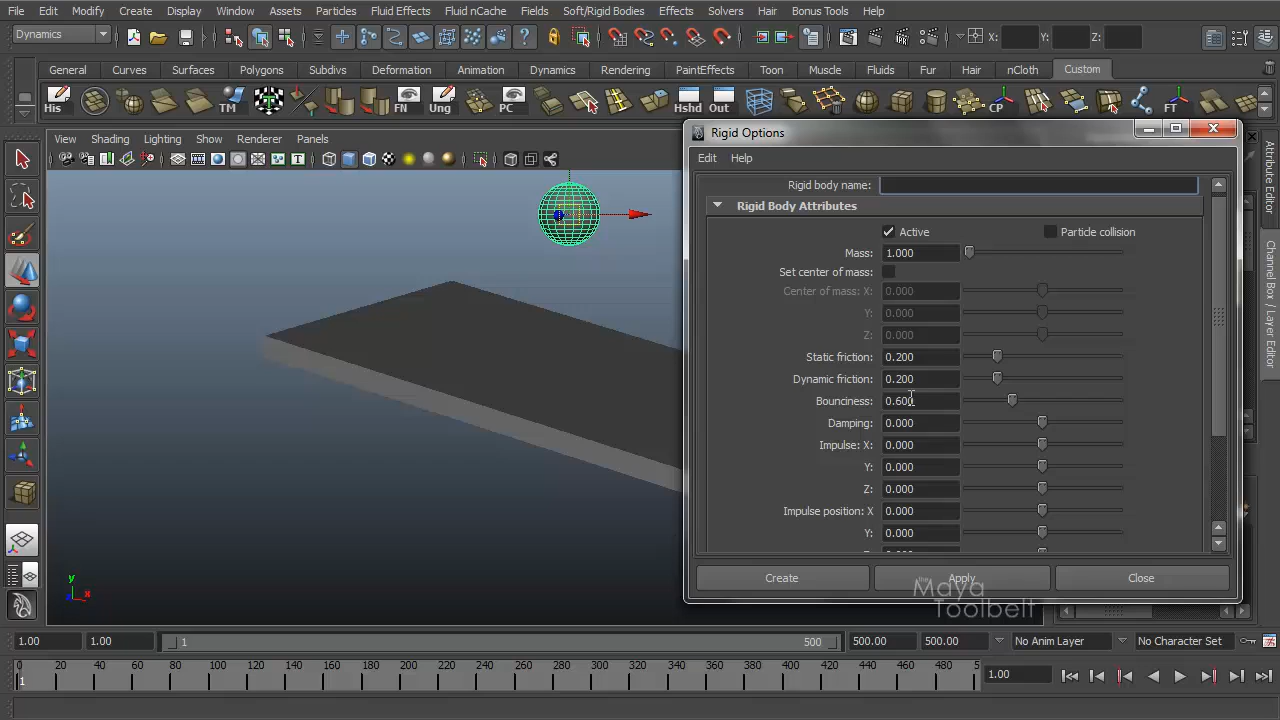 File Edit Modify Create Display Window Assets Particles Fluid Effects Fluid nCache Fields Soft/Rigid Bodies Effects Solvers Hair Bonus Tools Help
Dynamics X: Y: Z:
General Curves Surfaces Polygons Subdivs Deformation Animation Dynamics Rendering PaintEffects Toon Muscle Fluids Fur Hair nCloth Custom
His TM FN Ung PC Hshd Out CP FT
View Shading Lighting Show Renderer Panels
Rigid Options
Edit Help
Rigid body name:
Rigid Body Attributes
Active Particle collision
Mass: 1.000
Set center of mass:
Center of mass: X: 0.000
Y: 0.000
Z: 0.000
Static friction: 0.200
Dynamic friction: 0.200
Bounciness: 0.600
Damping: 0.000
Impulse: X: 0.000
Y: 0.000
Z: 0.000
Impulse position: X 0.000
Y: 0.000
Create Apply Close
the Maya
Toolbelt
Attribute Editor
Channel Box / Layer Editor
y
x
1.00 1.00 1 500 500.00 500.00 No Anim Layer No Character Set
0 20 40 60 80 100 120 140 160 180 200 220 240 260 280 300 320 340 360 380 400 420 440 460 480 5
1 1.00